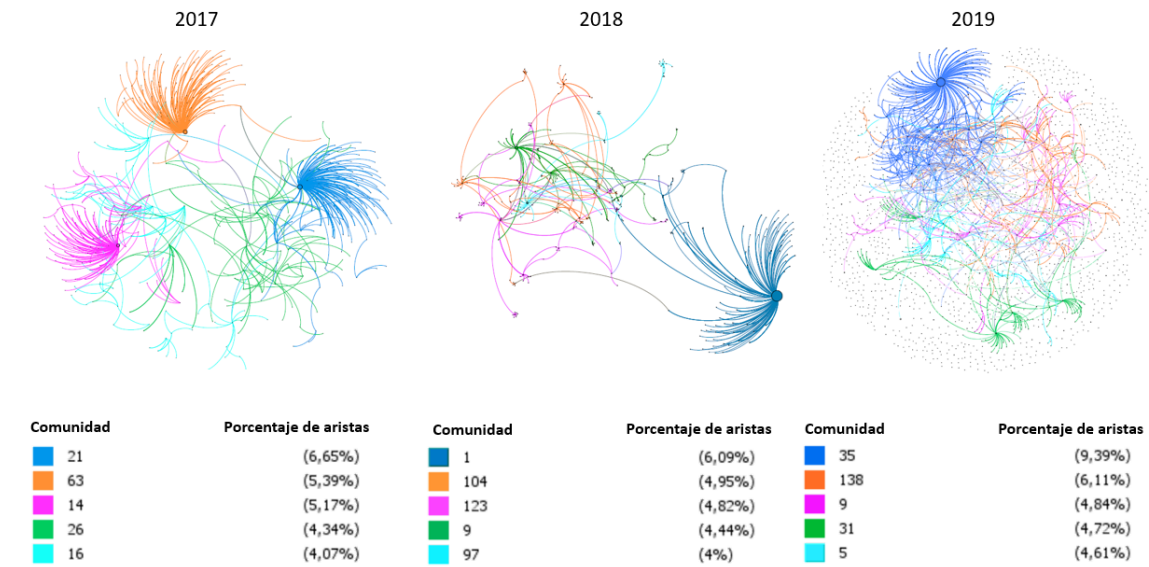 2017 2018 2019
Comunidad Porcentaje de aristas Comunidad Porcentaje de aristas Comunidad Porcentaje de aristas
21 (6,65%) 1 (6,09%) 35 (9,39%)
63 (5,39%) 104 (4,95%) 138 (6,11%)
14 (5,17%) 123 (4,82%) 9 (4,84%)
26 (4,34%) 9 (4,44%) 31 (4,72%)
16 (4,07%) 97 (4%) 5 (4,61%)